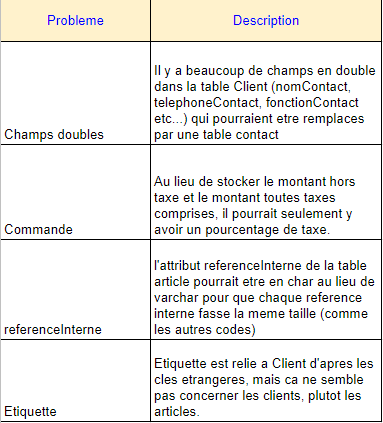 Probleme
Description
Champs doubles
Il y a beaucoup de champs en double
dans la table Client (nomContact,
telephoneContact, fonctionContact
etc...) qui pourraient etre remplaces
par une table contact
Commande
Au lieu de stocker le montant hors
taxe et le montant toutes taxes
comprises, il pourrait seulement y
avoir un pourcentage de taxe.
referenceInterne
l'attribut referenceInterne de la table
article pourrait etre en char au lieu de
varchar pour que chaque reference
interne fasse la meme taille (comme
les autres codes)
Etiquette
Etiquette est relie a Client d'apres les
cles etrangeres, mais ca ne semble
pas concerner les clients, plutot les
articles.